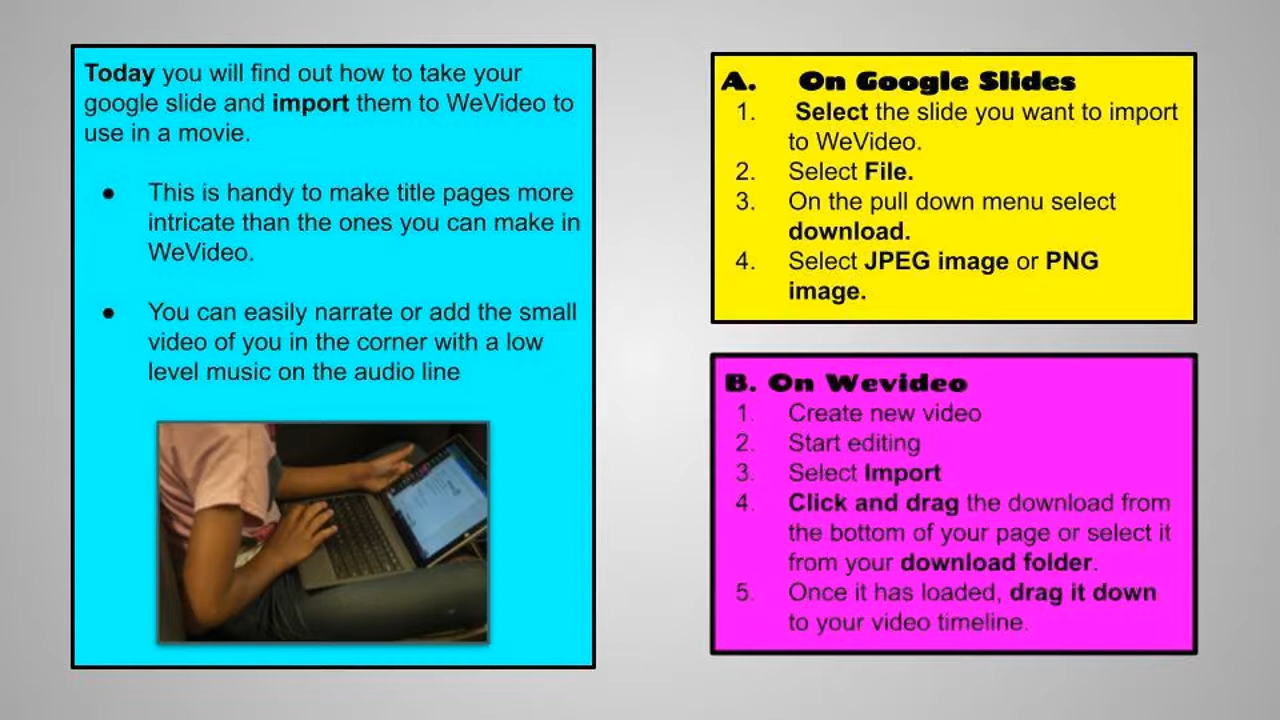 Today you will find out how to take your
google slide and import them to WeVideo to
use in a movie.
● This is handy to make title pages more
intricate than the ones you can make in
WeVideo.
● You can easily narrate or add the small
video of you in the corner with a low
level music on the audio line
A. On Google Slides
1. Select the slide you want to import
to WeVideo.
2. Select File.
3. On the pull down menu select
download.
4. Select JPEG image or PNG
image.
B. On Wevideo
1. Create new video
2. Start editing
3. Select Import
4. Click and drag the download from
the bottom of your page or select it
from your download folder.
5. Once it has loaded, drag it down
to your video timeline.